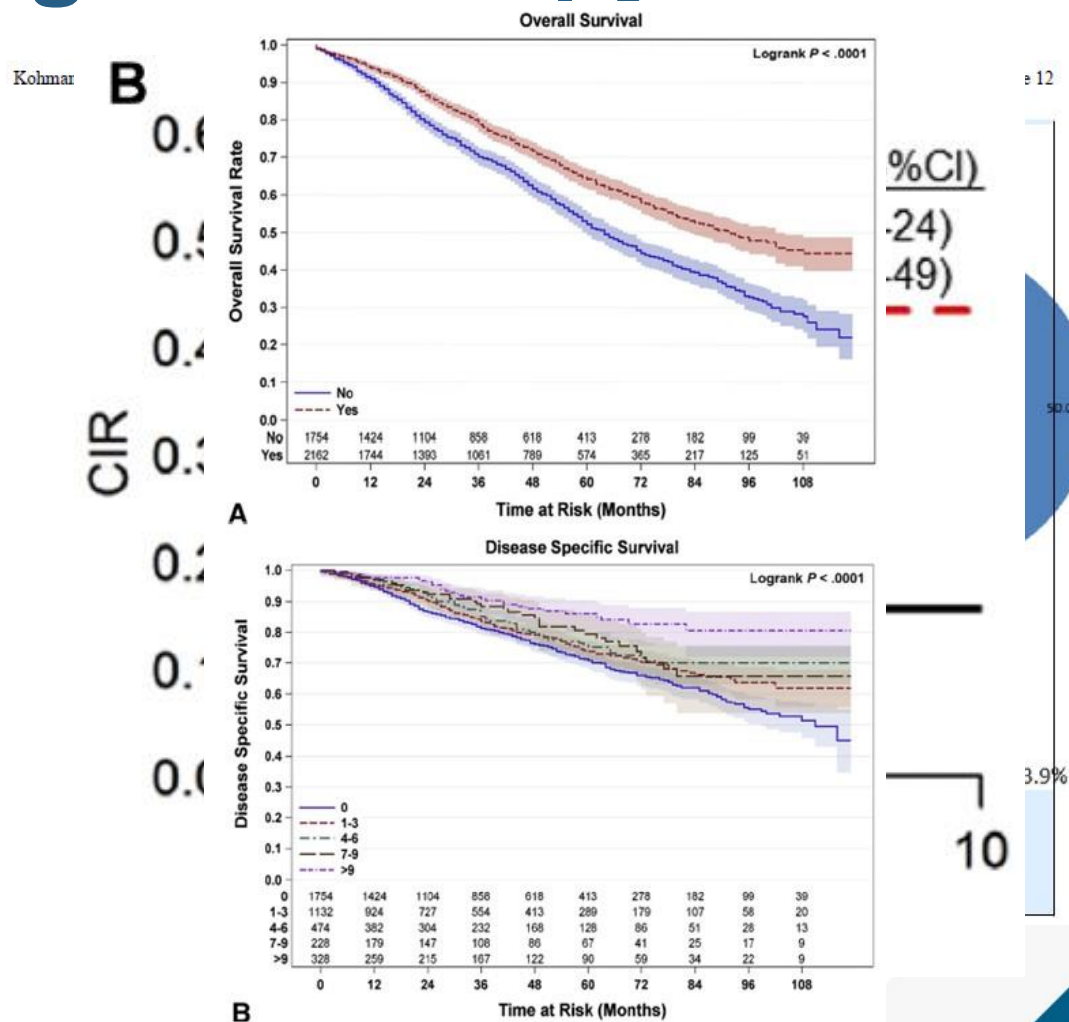 Overall Survival
Logrank P < .0001
1.0
0.9
0.8
0.7
0.6
0.5
0.4
0.3
0.2
0.1
0.0
Overall Survival Rate
No
Yes
No 1754 1424 1104 858 618 413 278 182 99 39
Yes 2162 1744 1393 1061 789 574 365 217 125 51
0 12 24 36 48 60 72 84 96 108
Time at Risk (Months)
A
Disease Specific Survival
Logrank P < .0001
1.0
0.9
0.8
0.7
0.6
0.5
0.4
0.3
0.2
0.1
0.0
Disease Specific Survival
0
1-3
4-6
7-9
>9
0 1754 1424 1104 858 618 413 278 182 99 39
1-3 1132 924 727 554 413 289 179 107 58 20
4-6 474 382 304 232 168 128 86 51 28 13
7-9 228 179 147 108 86 67 41 25 17 9
>9 328 259 215 167 122 90 59 34 22 9
0 12 24 36 48 60 72 84 96 108
Time at Risk (Months)
B
B
CIR
%CI)
-24)
-49)
10
e 12
3.9%